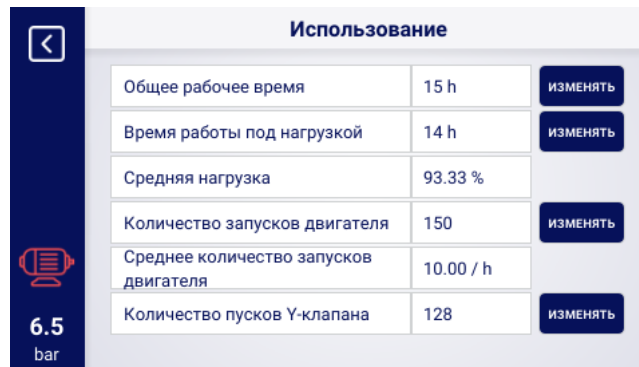 Использование
Общее рабочее время 15 h ИЗМЕНЯТЬ
Время работы под нагрузкой 14 h ИЗМЕНЯТЬ
Средняя нагрузка 93.33 %
Количество запусков двигателя 150 ИЗМЕНЯТЬ
Среднее количество запусков
двигателя 10.00 / h
Количество пусков Y-клапана 128 ИЗМЕНЯТЬ
6.5
bar